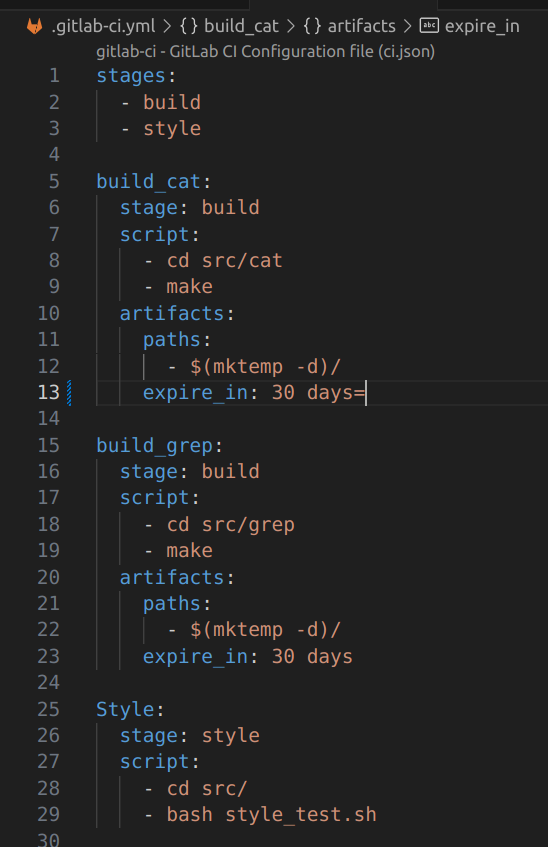 .gitlab-ci.yml > {} build_cat > {} artifacts > abc expire_in
gitlab-ci - GitLab CI Configuration file (ci.json)
1 stages:
2   - build
3   - style
4
5 build_cat:
6   stage: build
7   script:
8     - cd src/cat
9     - make
10   artifacts:
11     paths:
12       - $(mktemp -d)/
13     expire_in: 30 days=
14
15 build_grep:
16   stage: build
17   script:
18     - cd src/grep
19     - make
20   artifacts:
21     paths:
22       - $(mktemp -d)/
23     expire_in: 30 days
24
25 Style:
26   stage: style
27   script:
28     - cd src/
29     - bash style_test.sh
30